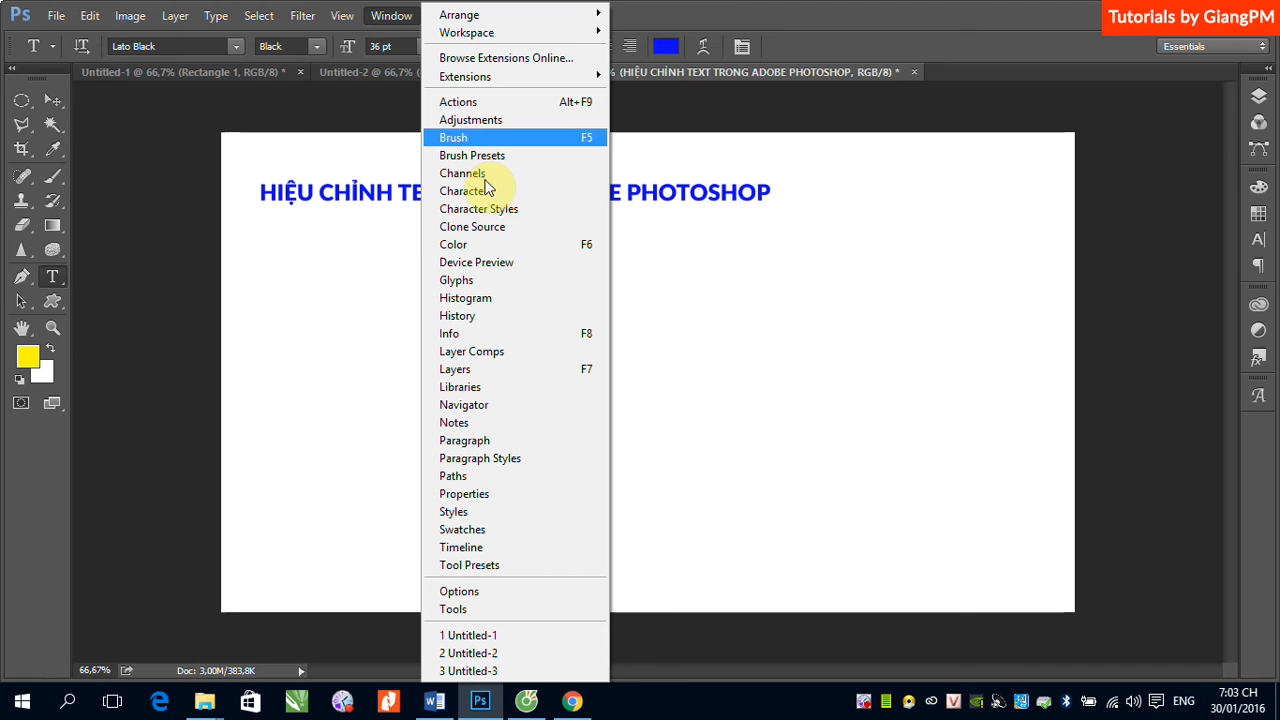 Ps File Edit Image Layer Type Select Filter View Window
Tutorials by GiangPM
T Lato Black Black 36 pt Essentials
Untitled-1 @ 66,7% (Rectangle 1, RGB/8) * × Untitled-2 @ 66,7% (HIỆU CHỈNH TEXT TRONG ADOBE PHOTOSHOP, RGB/8) * ×
Arrange
Workspace
Browse Extensions Online...
Extensions
Actions Alt+F9
Adjustments
Brush F5
Brush Presets
Channels
Character
Character Styles
Clone Source
Color F6
Device Preview
Glyphs
Histogram
History
Info F8
Layer Comps
Layers F7
Libraries
Navigator
Notes
Paragraph
Paragraph Styles
Paths
Properties
Styles
Swatches
Timeline
Tool Presets
Options
Tools
1 Untitled-1
2 Untitled-2
3 Untitled-3
HIỆU CHỈNH PHOTOSHOP
66,67% Doc: 3,00M/383,8K
ENG
7:03 CH
30/01/2016